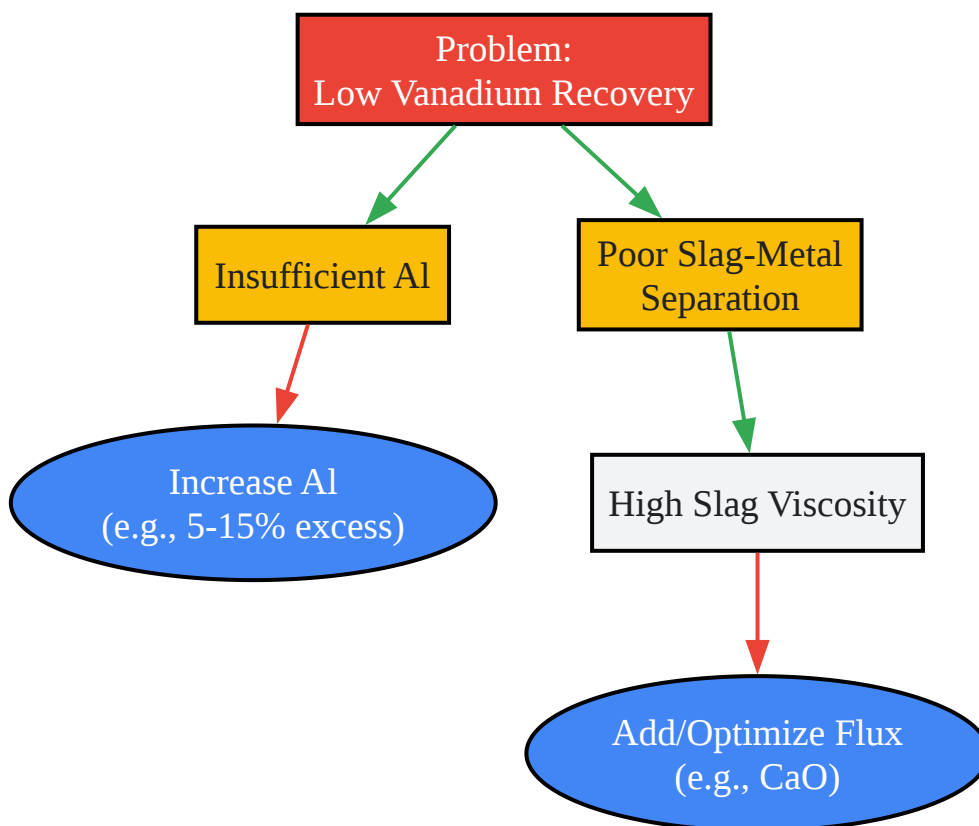 Problem:
Low Vanadium Recovery
Insufficient Al
Poor Slag-Metal
Separation
Increase Al
(e.g., 5-15% excess)
High Slag Viscosity
Add/Optimize Flux
(e.g., CaO)